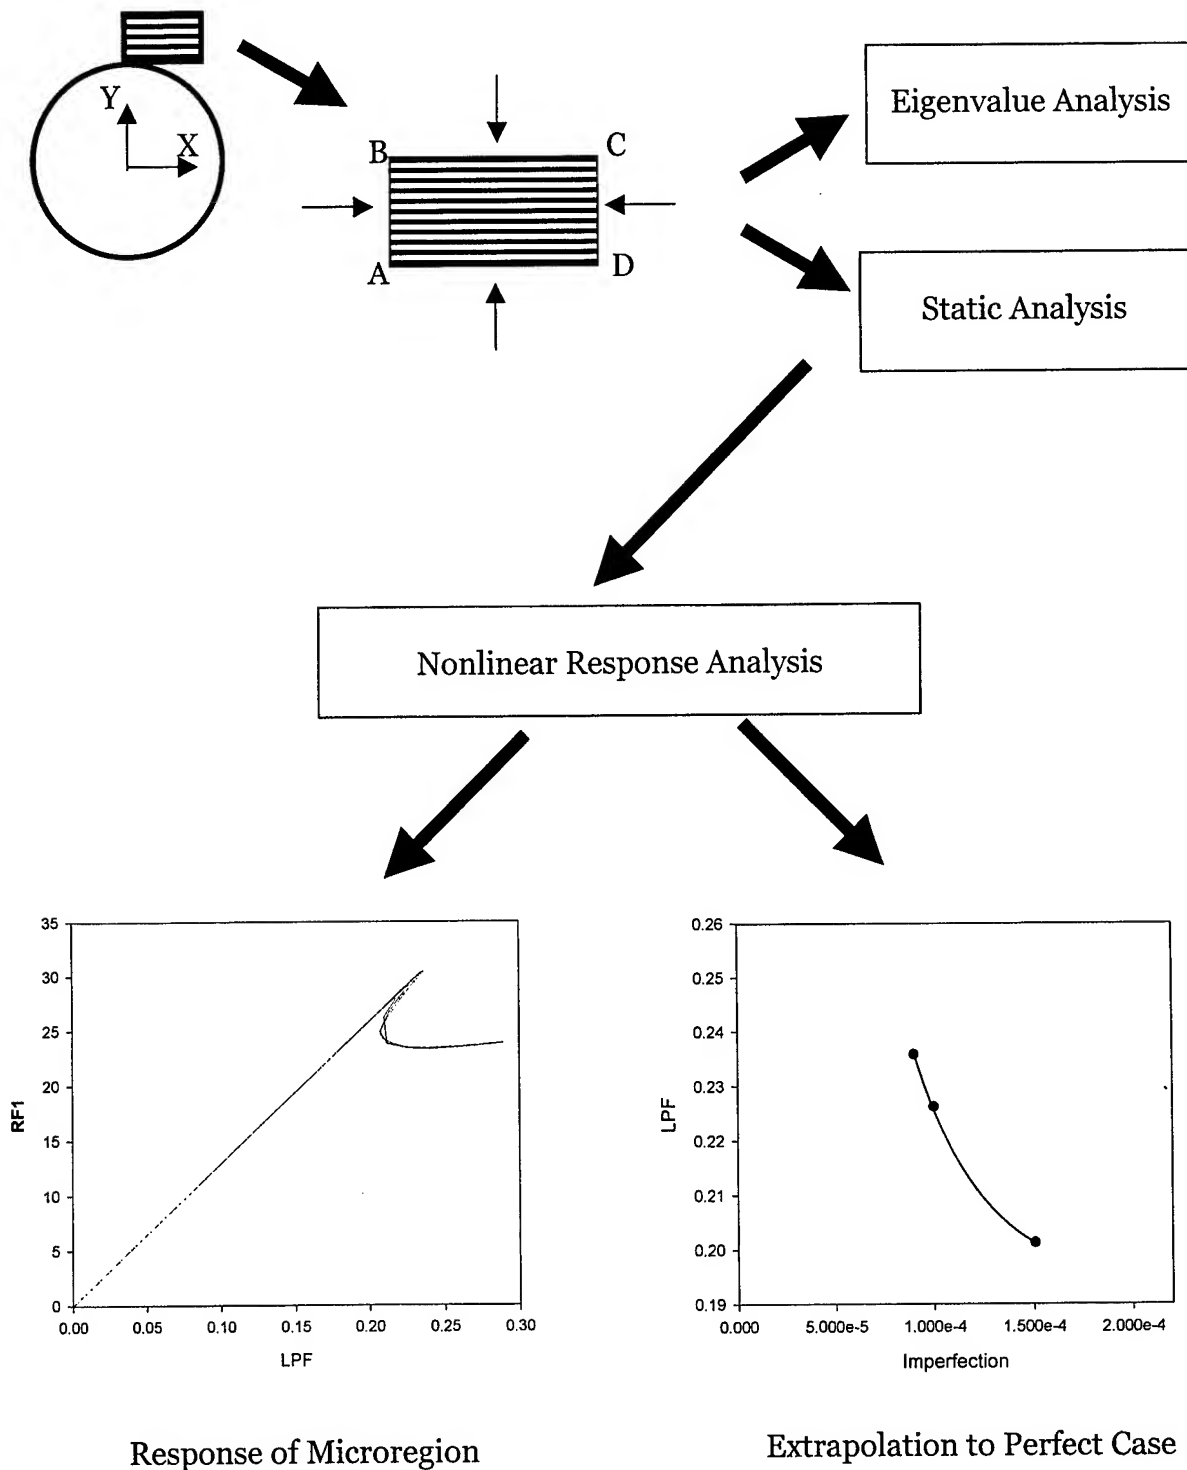 Y
X
B
C
A
D
Eigenvalue Analysis
Static Analysis
Nonlinear Response Analysis
35
30
25
20
15
10
5
0
RF1
0.00 0.05 0.10 0.15 0.20 0.25 0.30
LPF
Response of Microregion
0.26
0.25
0.24
0.23
0.22
0.21
0.20
0.19
LPF
0.000 5.000e-5 1.000e-4 1.500e-4 2.000e-4
Imperfection
Extrapolation to Perfect Case